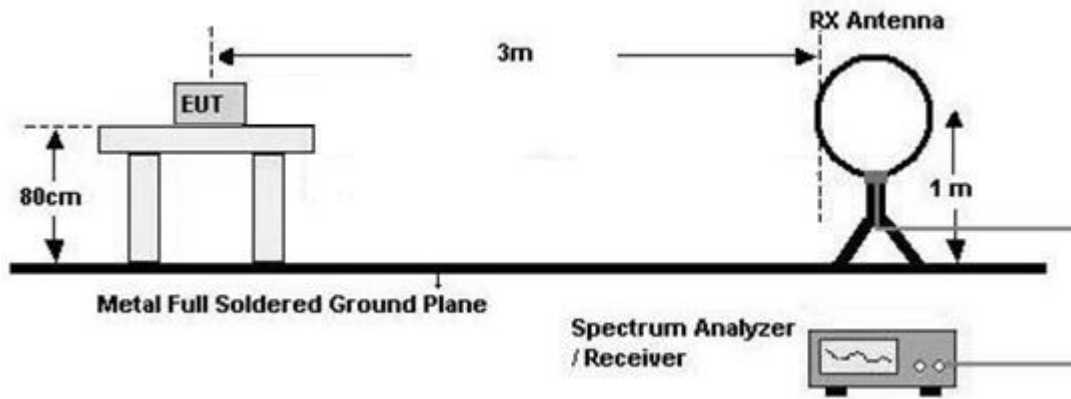 RX Antenna
3m
EUT
80cm
1 m
Metal Full Soldered Ground Plane
Spectrum Analyzer
/ Receiver